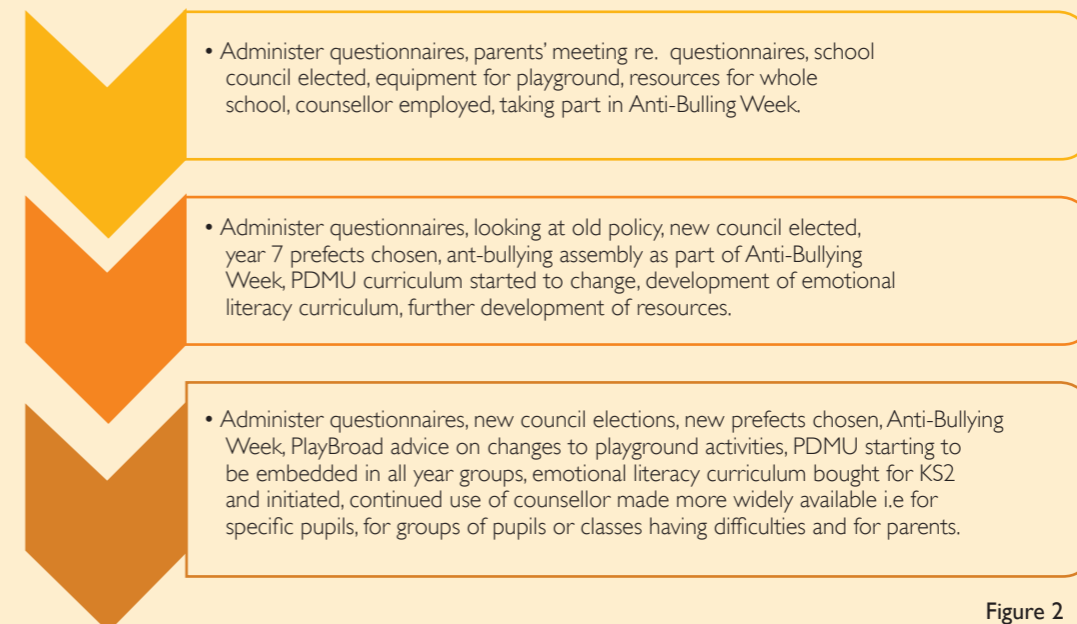 • Administer questionnaires, parents' meeting re. questionnaires, school
council elected, equipment for playground, resources for whole
school, counsellor employed, taking part in Anti-Bulling Week.
• Administer questionnaires, looking at old policy, new council elected,
year 7 prefects chosen, ant-bullying assembly as part of Anti-Bullying
Week, PDMU curriculum started to change, development of emotional
literacy curriculum, further development of resources.
• Administer questionnaires, new council elections, new prefects chosen, Anti-Bullying
Week, PlayBroad advice on changes to playground activities, PDMU starting to
be embedded in all year groups, emotional literacy curriculum bought for KS2
and initiated, continued use of counsellor made more widely available i.e for
specific pupils, for groups of pupils or classes having difficulties and for parents.
Figure 2